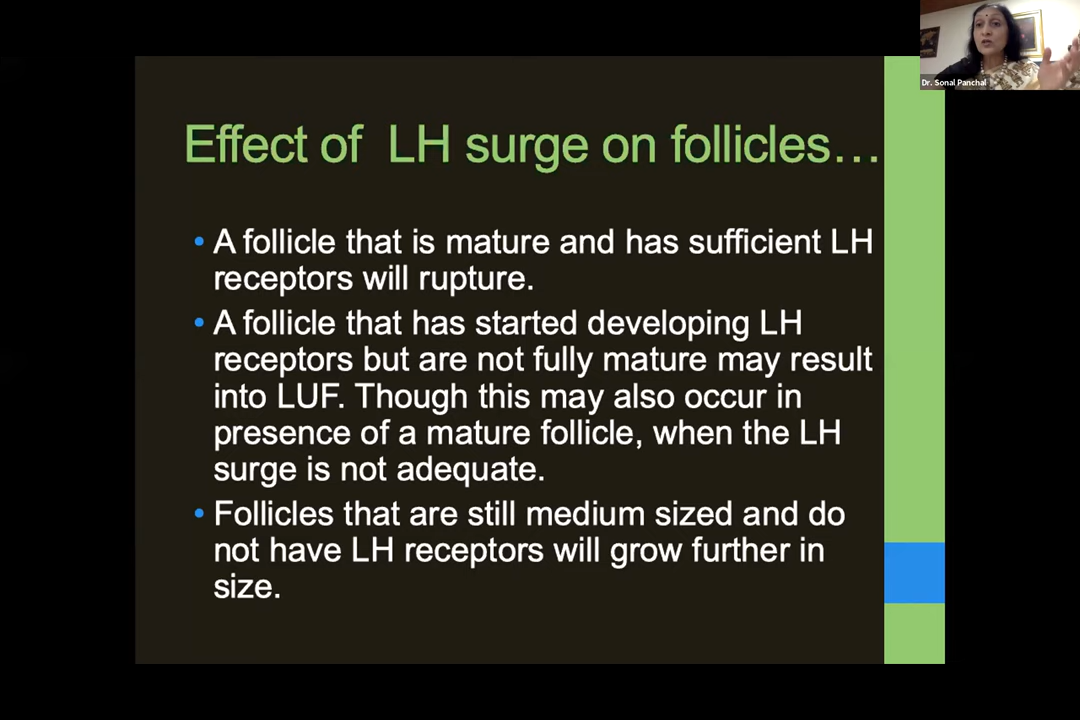 Dr. Sonal Panchal
Effect of LH surge on follicles…
• A follicle that is mature and has sufficient LH
receptors will rupture.
• A follicle that has started developing LH
receptors but are not fully mature may result
into LUF. Though this may also occur in
presence of a mature follicle, when the LH
surge is not adequate.
• Follicles that are still medium sized and do
not have LH receptors will grow further in
size.